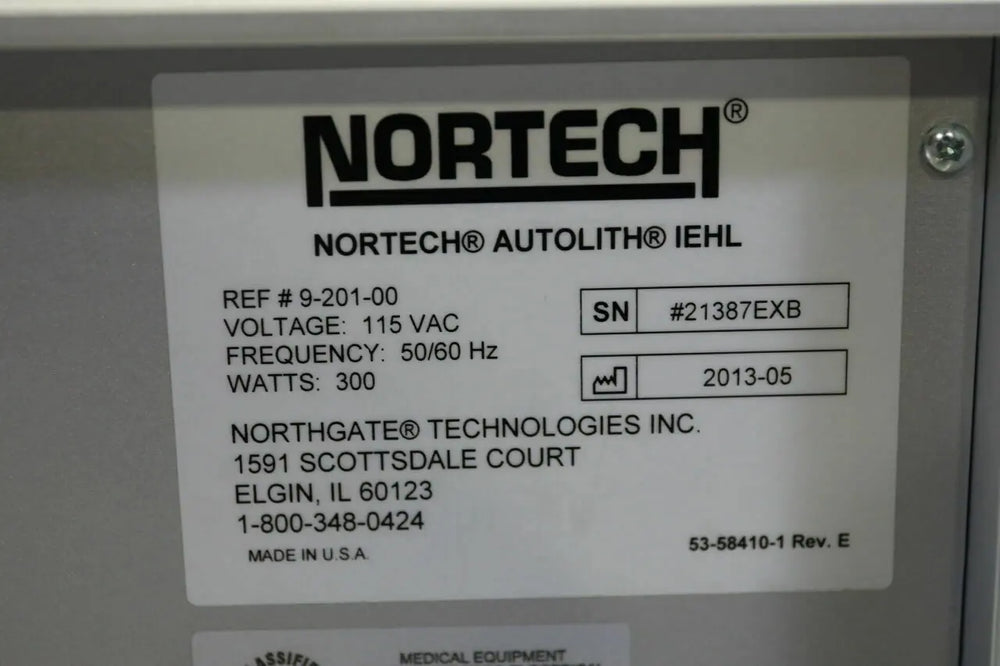 NORTECH®
NORTECH® AUTOLITH® IEHL
REF # 9-201-00
VOLTAGE: 115 VAC
FREQUENCY: 50/60 Hz
WATTS: 300
SN #21387EXB
2013-05
NORTHGATE® TECHNOLOGIES INC.
1591 SCOTTSDALE COURT
ELGIN, IL 60123
1-800-348-0424
MADE IN U.S.A.
53-58410-1 Rev. E
MEDICAL EQUIPMENT